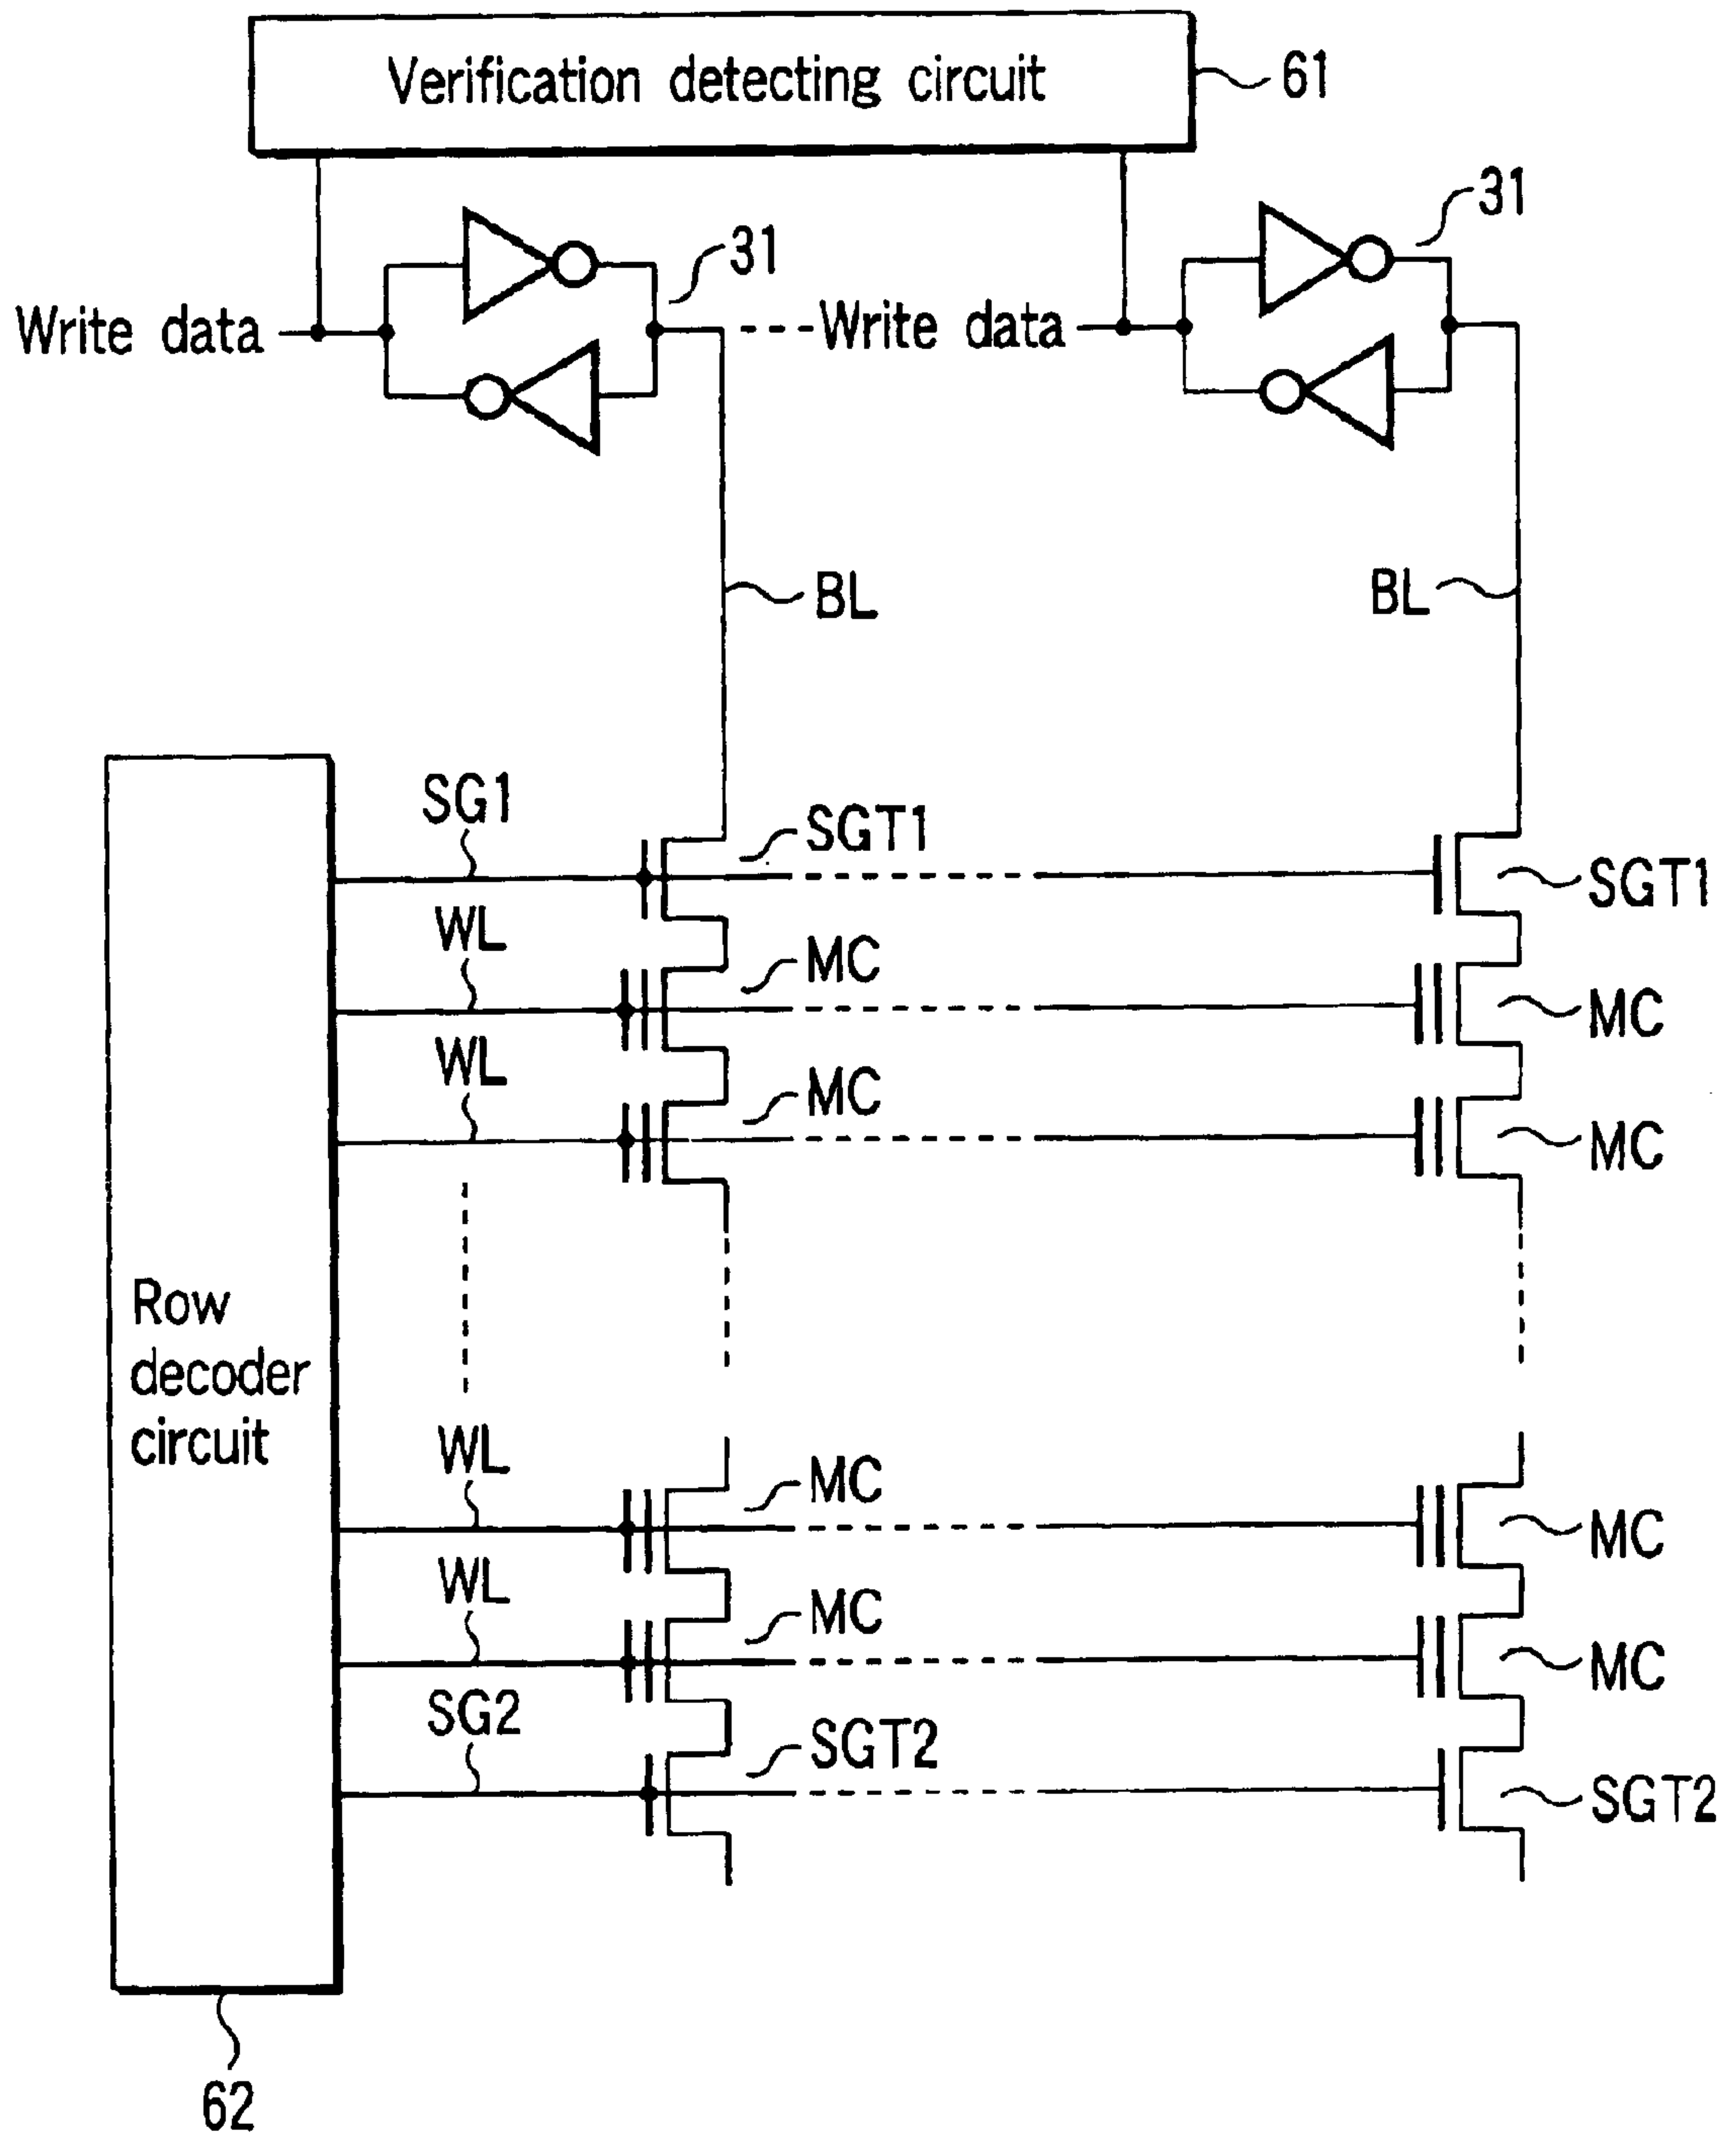 Verification detecting circuit
61
31
31
Write data
---Write data
BL
BL
SG1
SGT1
SGT1
WL
MC
MC
WL
MC
MC
Row
decoder
circuit
WL
MC
MC
WL
MC
MC
SG2
SGT2
SGT2
62